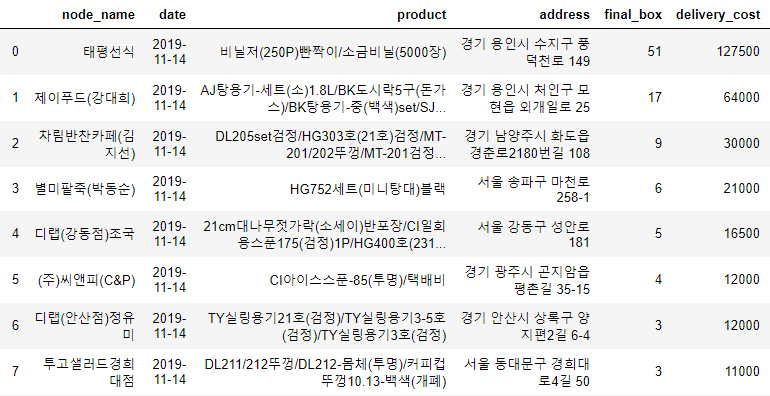 node_name date product address final_box delivery_cost
0 태평선식 2019-11-14 비닐저(250P)빤짝이/소금비닐(5000장) 경기 용인시 수지구 풍덕천로 149 51 127500
1 제이푸드(강대희) 2019-11-14 AJ탕용기-세트(소)1.8L/BK도시락5구(돈가스)/BK탕용기-중(백색)set/SJ... 경기 용인시 처인구 모현읍 외개일로 25 17 64000
2 차림반찬카페(김지선) 2019-11-14 DL205set검정/HG303호(21호)검정/MT-201/202뚜껑/MT-201검정... 경기 남양주시 화도읍 경춘로2180번길 108 9 30000
3 별미팥죽(박동순) 2019-11-14 HG752세트(미니탕대)블랙 서울 송파구 마천로 258-1 6 21000
4 디랩(강동점)조국 2019-11-14 21cm대나무젓가락(소세이)반포장/CI일회용스푼175(검정)1P/HG400호(231... 서울 강동구 성안로 181 5 16500
5 (주)씨앤피(C&P) 2019-11-14 CI아이스스푼-85(투명)/택배비 경기 광주시 곤지암읍 평촌길 35-15 4 12000
6 디랩(안산점)정유미 2019-11-14 TY실링용기21호(검정)/TY실링용기3-5호(검정)/TY실링용기3호(검정) 경기 안산시 상록구 양지편2길 6-4 3 12000
7 투고샐러드경희대점 2019-11-14 DL211/212뚜껑/DL212-몸체(투명)/커피컵뚜껑10.13-백색(개폐) 서울 동대문구 경희대로4길 50 3 11000